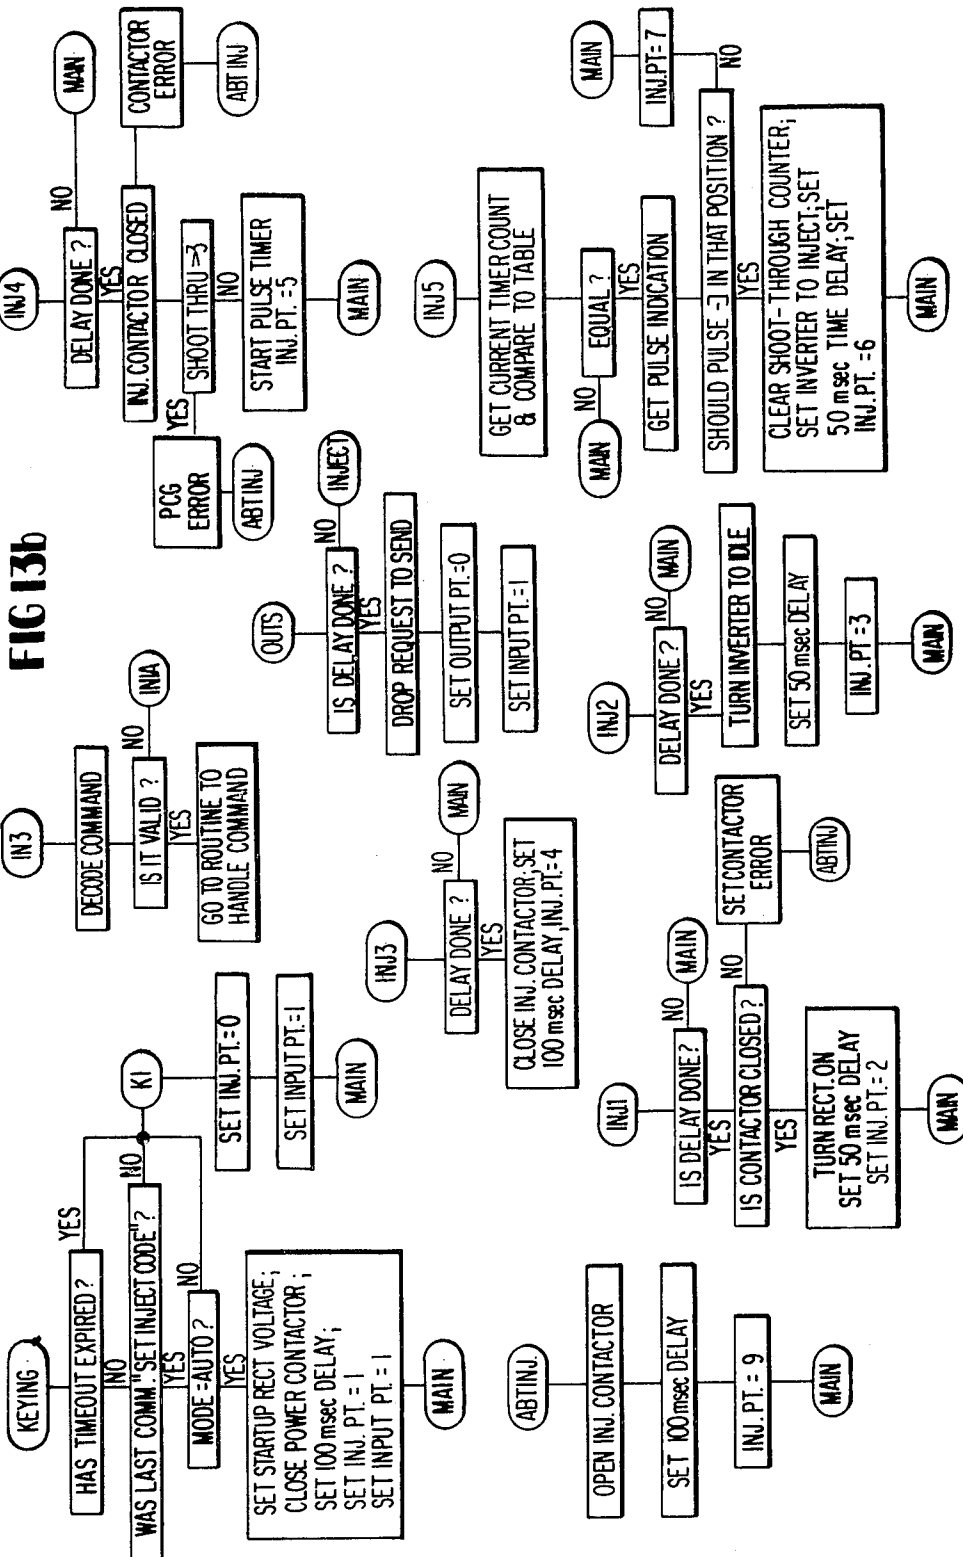 FIG 13b
KEYING
HAS TIMEOUT EXPIRED?
YES
NO
WAS LAST COMM."SET INJECT CODE"?
NO
YES
MODE=AUTO?
NO
YES
SET STARTUP RECT VOLTAGE;
CLOSE POWER CONTACTOR;
SET 100msec DELAY;
SET INJ. PT. = 1
SET INPUT PT. = 1
MAIN
K1
SET INJ.PT.=0
SET INPUT PT.=1
MAIN
IN3
DECODE COMMAND
IS IT VALID ?
NO
INIA
YES
GO TO ROUTINE TO
HANDLE COMMAND
OUTS
IS DELAY DONE ?
NO
INJECT
YES
DROP REQUEST TO SEND
SET OUTPUT PT.=0
SET INPUT PT.=1
INJ4
DELAY DONE ?
NO
MAIN
YES
INJ.CONTACTOR CLOSED
CONTACTOR
ERROR
ABT INJ
SHOOT THRU ≥3
YES
PCG
ERROR
ABTINJ
NO
START PULSE TIMER
INJ. PT. =5
MAIN
ABTINJ.
OPEN INJ. CONTACTOR
SET 100msec DELAY
INJ. PT. = 9
MAIN
INJ1
IS DELAY DONE?
NO
MAIN
YES
IS CONTACTOR CLOSED?
NO
SET CONTACTOR
ERROR
ABTINJ
YES
TURN RECT. ON
SET 50 msec DELAY
SET INJ. PT. = 2
MAIN
INJ3
DELAY DONE ?
NO
MAIN
YES
CLOSE INJ. CONTACTOR;SET
100 msec DELAY,INJ. PT.=4
INJ2
DELAY DONE?
NO
MAIN
YES
TURN INVERTER TO IDLE
SET 50 msec DELAY
INJ. PT. =3
MAIN
INJ5
GET CURRENT TIMER COUNT
& COMPARE TO TABLE
EQUAL ?
NO
MAIN
YES
GET PULSE INDICATION
SHOULD PULSE -] IN THAT POSITION ?
NO
INJ.PT.=7
MAIN
YES
CLEAR SHOOT-THROUGH COUNTER;
SET INVERTER TO INJECT;SET
50 msec TIME DELAY;SET
INJ. PT. =6
MAIN